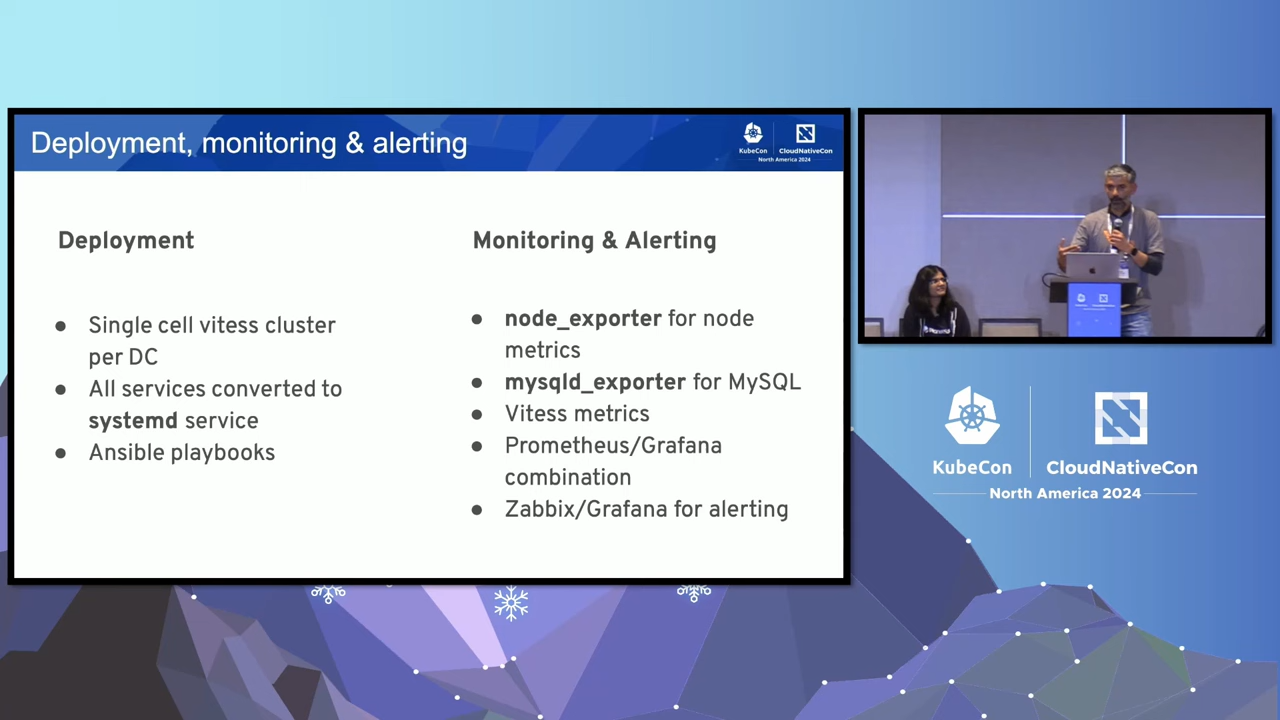 Deployment, monitoring & alerting
KubeCon
CloudNativeCon
North America 2024
Deployment
Single cell vitess cluster
per DC
All services converted to
systemd service
Ansible playbooks
Monitoring & Alerting
node_exporter for node
metrics
mysqld_exporter for MySQL
Vitess metrics
Prometheus/Grafana
combination
Zabbix/Grafana for alerting
KubeCon
CloudNativeCon
North America 2024